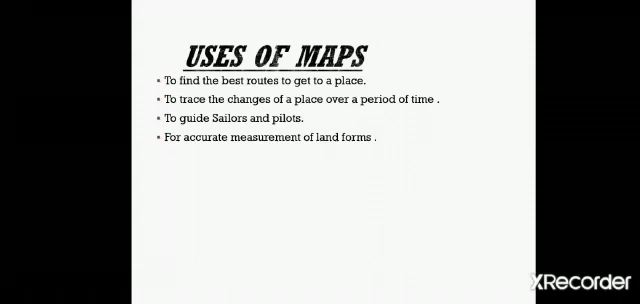 USES OF MAPS
▪ To find the best routes to get to a place.
▪ To trace the changes of a place over a period of time .
▪ To guide Sailors and pilots.
▪ For accurate measurement of land forms .
XRecorder